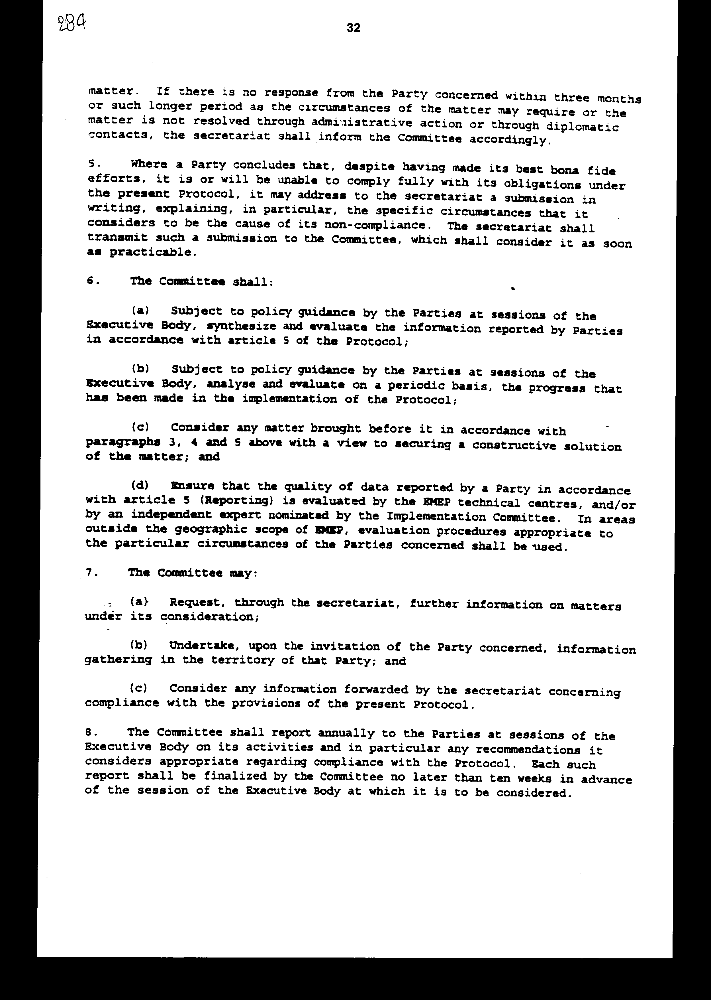 284
32
matter. If there is no response from the Party concerned within three months
or such longer period as the circumstances of the matter may require or the
matter is not resolved through administrative action or through diplomatic
contacts, the secretariat shall inform the Committee accordingly.
5. Where a Party concludes that, despite having made its best bona fide
efforts, it is or will be unable to comply fully with its obligations under
the present Protocol, it may address to the secretariat a submission in
writing, explaining, in particular, the specific circumstances that it
considers to be the cause of its non-compliance. The secretariat shall
transmit such a submission to the Committee, which shall consider it as soon
as practicable.
6. The Committee shall:
(a) Subject to policy guidance by the Parties at sessions of the
Executive Body, synthesize and evaluate the information reported by Parties
in accordance with article 5 of the Protocol;
(b) Subject to policy guidance by the Parties at sessions of the
Executive Body, analyse and evaluate on a periodic basis, the progress that
has been made in the implementation of the Protocol;
(c) Consider any matter brought before it in accordance with
paragraphs 3, 4 and 5 above with a view to securing a constructive solution
of the matter; and
(d) Ensure that the quality of data reported by a Party in accordance
with article 5 (Reporting) is evaluated by the EMEP technical centres, and/or
by an independent expert nominated by the Implementation Committee. In areas
outside the geographic scope of EMEP, evaluation procedures appropriate to
the particular circumstances of the Parties concerned shall be used.
7. The Committee may:
(a) Request, through the secretariat, further information on matters
under its consideration;
(b) Undertake, upon the invitation of the Party concerned, information
gathering in the territory of that Party; and
(c) Consider any information forwarded by the secretariat concerning
compliance with the provisions of the present Protocol.
8. The Committee shall report annually to the Parties at sessions of the
Executive Body on its activities and in particular any recommendations it
considers appropriate regarding compliance with the Protocol. Each such
report shall be finalized by the Committee no later than ten weeks in advance
of the session of the Executive Body at which it is to be considered.